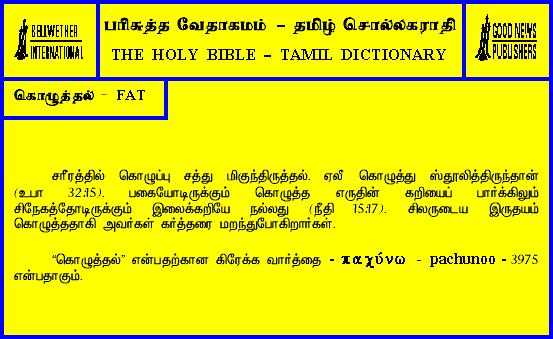 BELLWETHER
INTERNATIONAL
பரிசுத்த வேதாகமம் – தமிழ் சொல்லகராதி
THE HOLY BIBLE – TAMIL DICTIONARY
GOOD NEWS
PUBLISHERS
கொழுத்தல் – FAT
சரீரத்தில் கொழுப்பு சத்து மிகுந்திருத்தல். ஏலீ கொழுத்து ஸ்தூலித்திருந்தான்
(உபா 32:15). பகையோடிருக்கும் கொழுத்த எருதின் கறியைப் பார்க்கிலும்
சிநேகத்தோடிருக்கும் இலைக்கறியே நல்லது (நீதி 15:17). சிலருடைய இருதயம்
கொழுத்ததாகி அவர்கள் கர்த்தரை மறந்துபோகிறார்கள்.
“கொழுத்தல்” என்பதற்கான கிரேக்க வார்த்தை - παχύνω - pachunoo - 3975
என்பதாகும்.